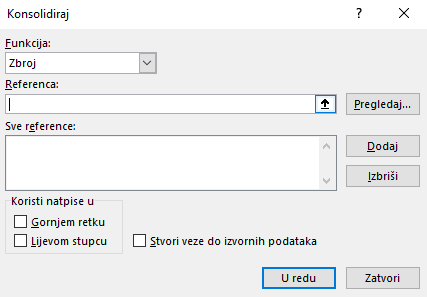 Konsolidiraj
?
Funkcija:
Zbroj
Referenca:
Pregledaj...
Sve reference:
Dodaj
Izbriši
Koristi natpise u
Gornjem retku
Lijevom stupcu
Stvori veze do izvornih podataka
U redu
Zatvori